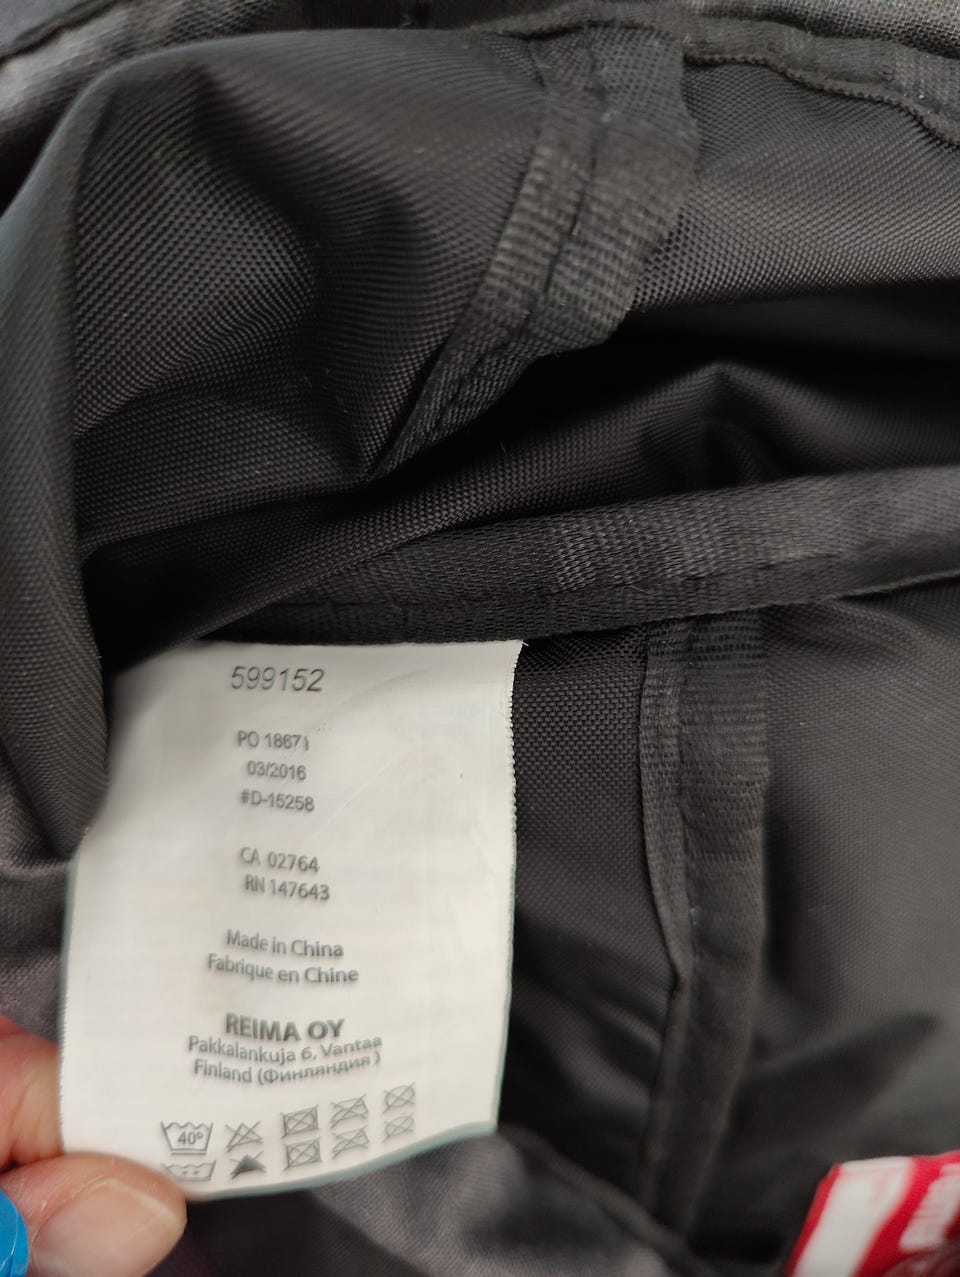 599152
PO 18671
03/2016
#D-15258
CA 02764
RN 147643
Made in China
Fabrique en Chine
REIMA OY
Pakkalankuja 6, Vantaa
Finland (Финляндия)
40°